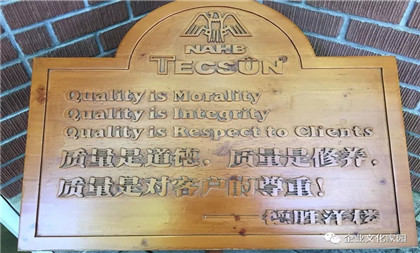 NAHB
TECSUN®
Quality is Morality
Quality is Integrity
Quality is Respect to Clients
质量是道德,质量是修养,
质量是对客户的尊重!
——德胜洋楼
企业文化家园